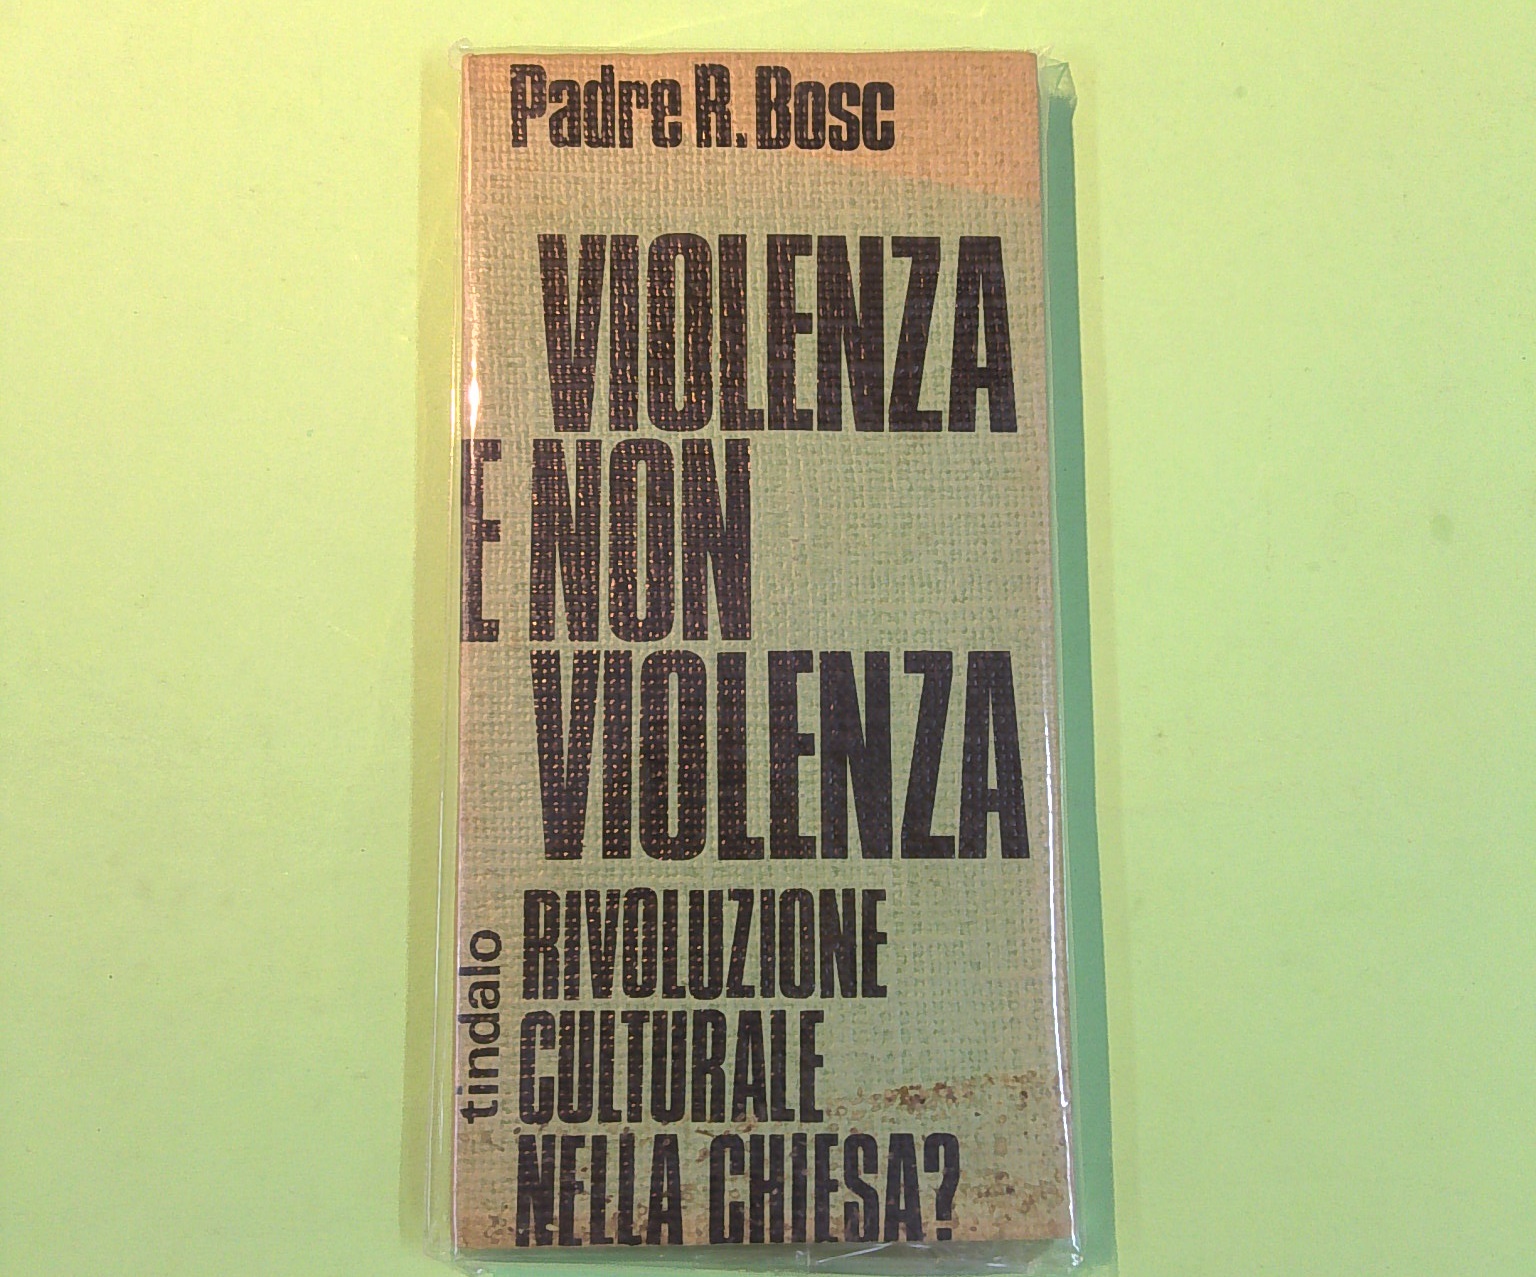 Padre R. Bosc
VIOLENZA
E NON
VIOLENZA
RIVOLUZIONE
CULTURALE
NELLA CHIESA?
tindalo